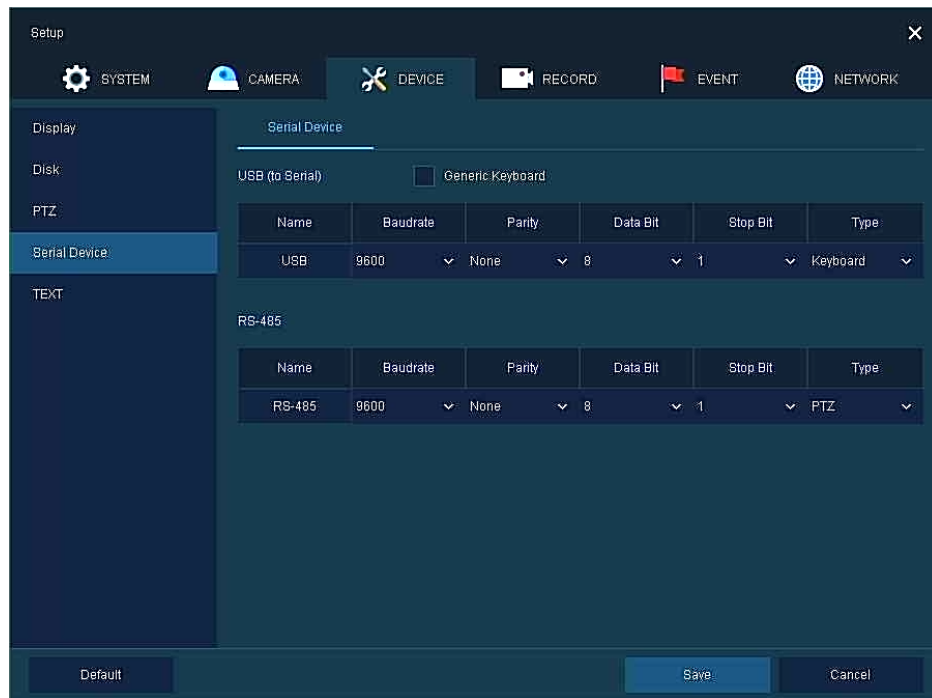 Setup
SYSTEM CAMERA DEVICE RECORD EVENT NETWORK
Display
Disk
PTZ
Serial Device
TEXT
Serial Device
USB (to Serial) Generic Keyboard
Name Baudrate Parity Data Bit Stop Bit Type
USB 9600 None 8 1 Keyboard
RS-485
Name Baudrate Parity Data Bit Stop Bit Type
RS-485 9600 None 8 1 PTZ
Default Save Cancel